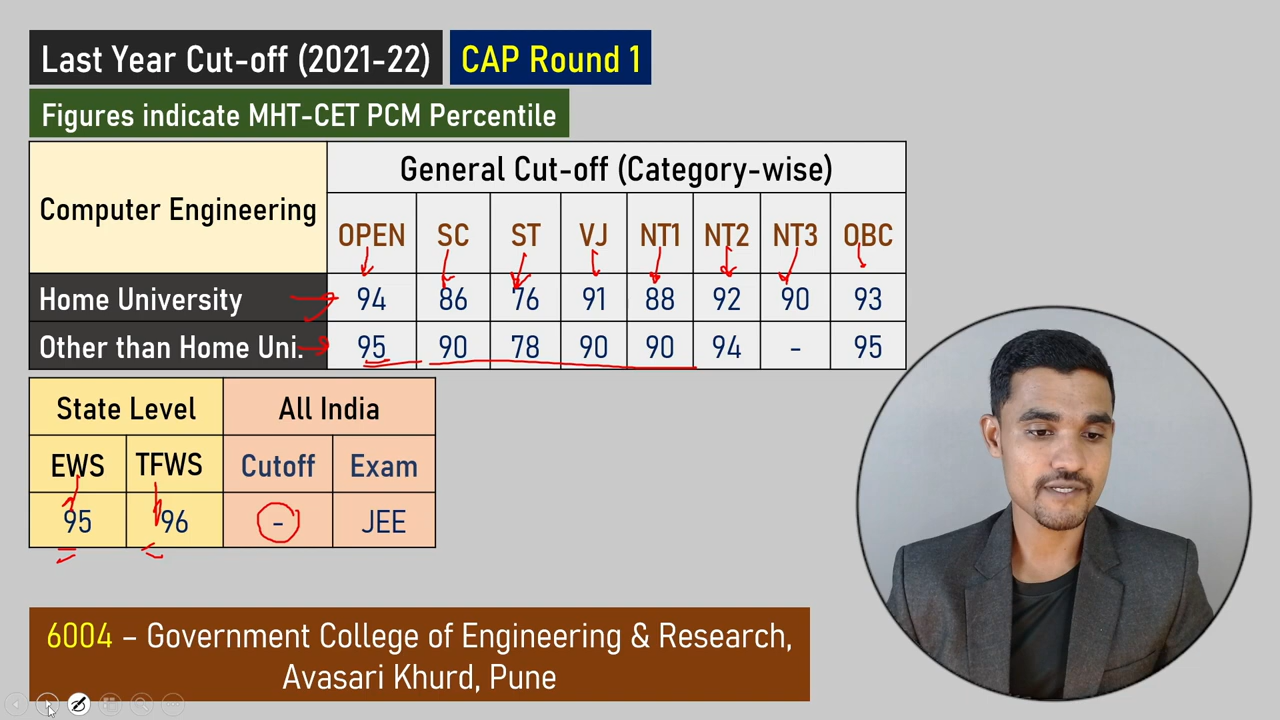 Last Year Cut-off (2021-22) CAP Round 1
Figures indicate MHT-CET PCM Percentile
Computer Engineering
General Cut-off (Category-wise)
OPEN SC ST VJ NT1 NT2 NT3 OBC
Home University 94 86 76 91 88 92 90 93
Other than Home Uni. 95 90 78 90 90 94 - 95
State Level All India
EWS TFWS Cutoff Exam
95 96 - JEE
6004 – Government College of Engineering & Research,
Avasari Khurd, Pune